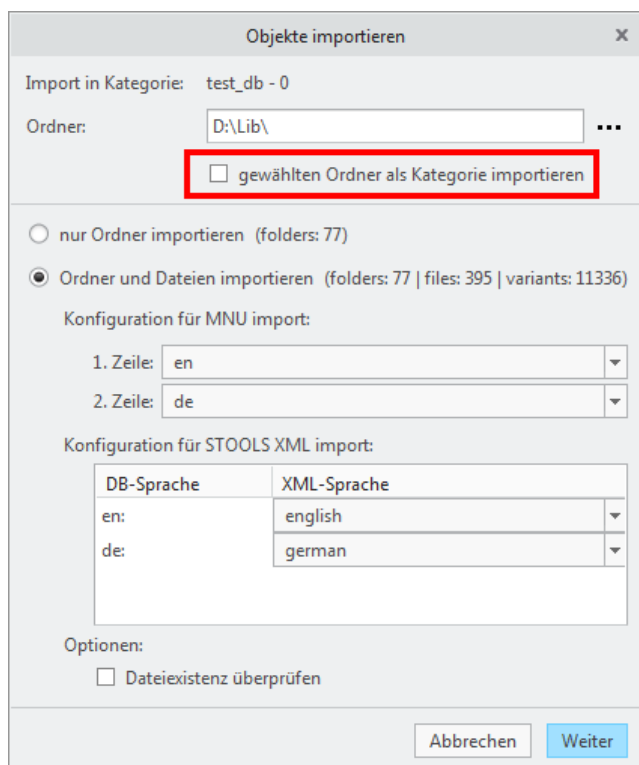 Objekte importieren
Import in Kategorie: test_db - 0
Ordner: D:\Lib\ ...
gewählten Ordner als Kategorie importieren
nur Ordner importieren (folders: 77)
Ordner und Dateien importieren (folders: 77 | files: 395 | variants: 11336)
Konfiguration für MNU import:
1. Zeile: en
2. Zeile: de
Konfiguration für STOOLS XML import:
DB-Sprache XML-Sprache
en: english
de: german
Optionen:
Dateiexistenz überprüfen
Abbrechen Weiter